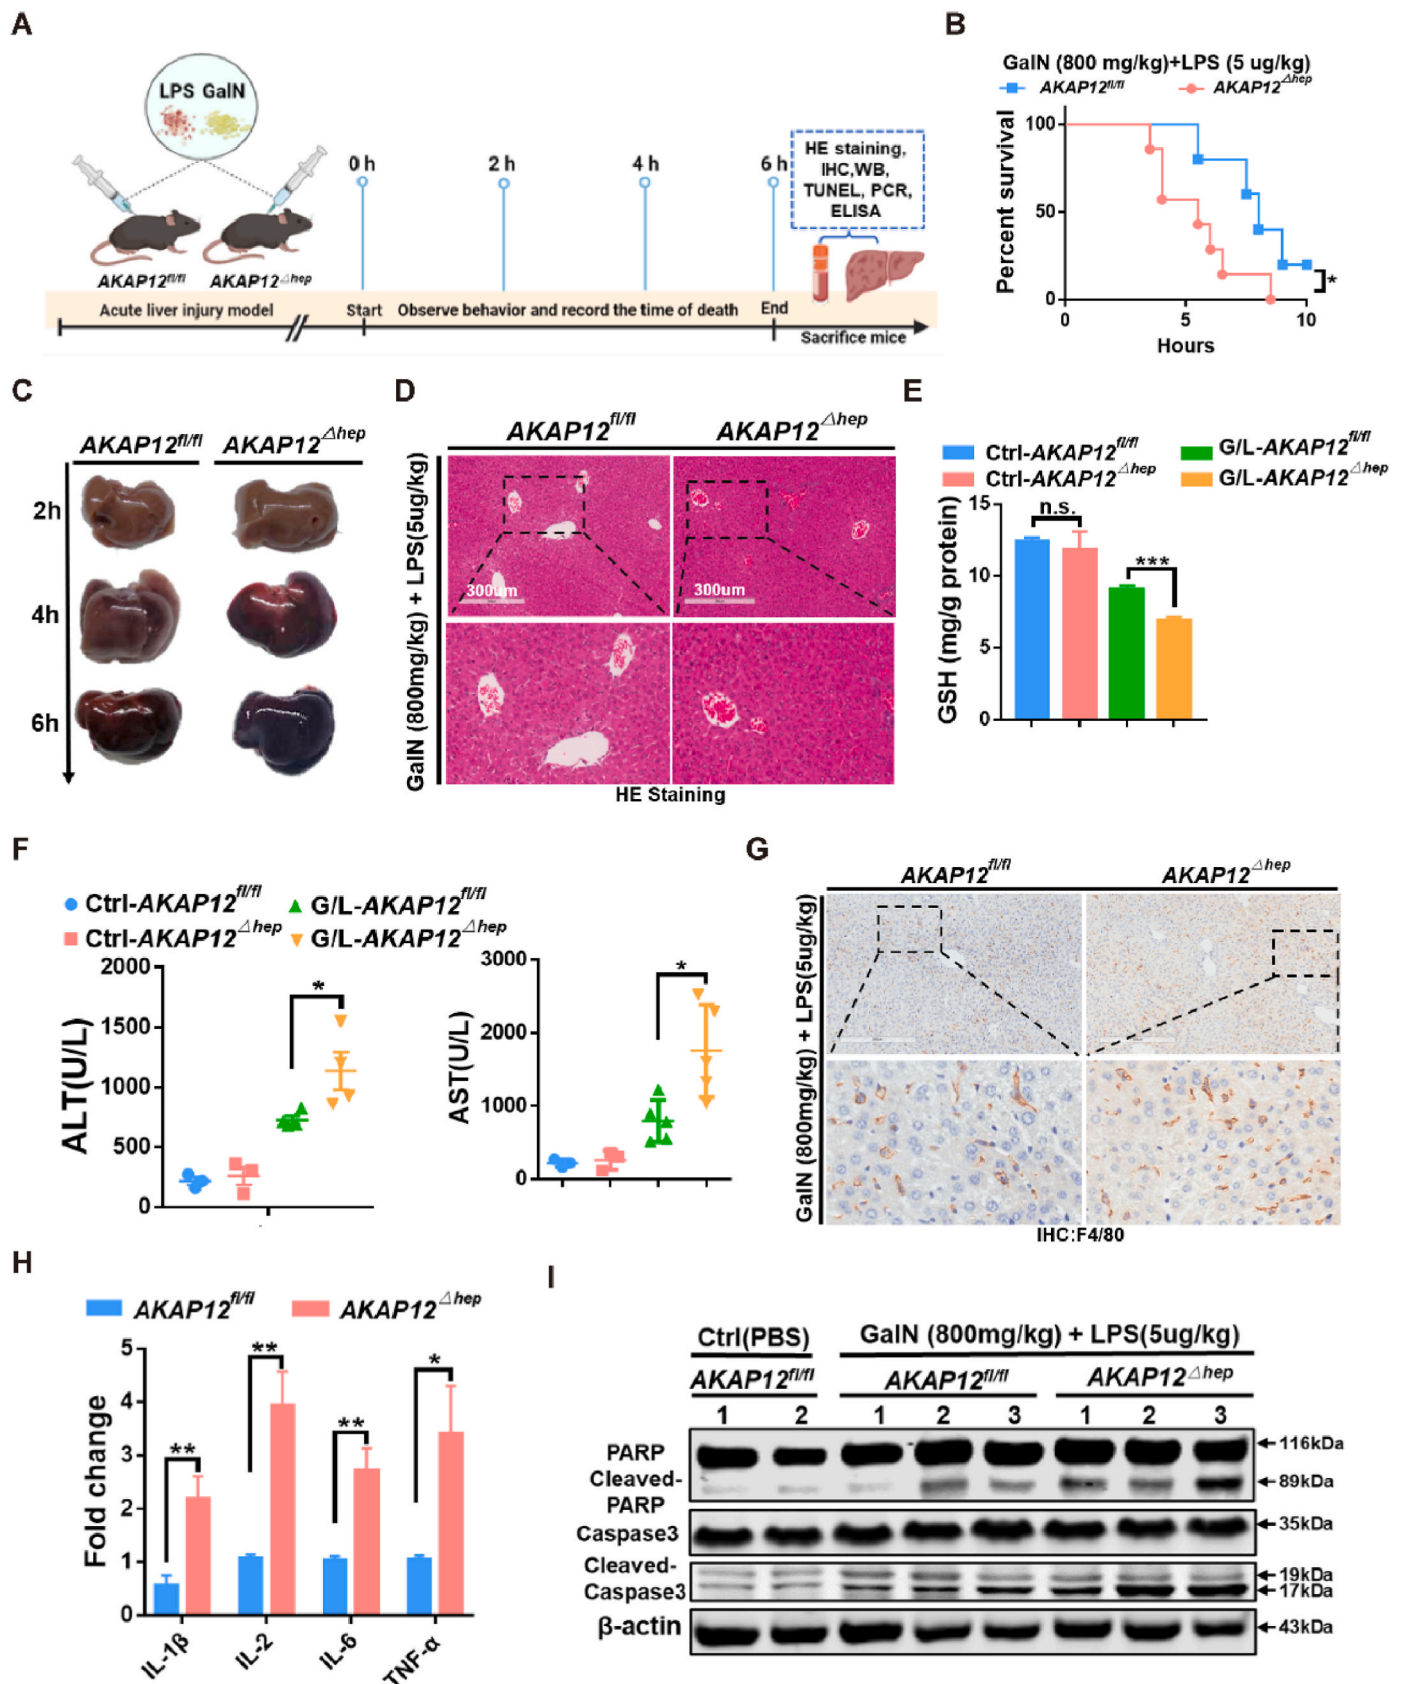 A
LPS GalN
AKAP12fl/fl
AKAP12△hep
0 h
2 h
4 h
6 h
HE staining,
IHC,WB,
TUNEL, PCR,
ELISA
Acute liver injury model
Start
Observe behavior and record the time of death
End
Sacrifice mice
B
GalN (800 mg/kg)+LPS (5 ug/kg)
AKAP12fl/fl
AKAP12△hep
Percent survival
100
50
0
0
5
10
*
Hours
C
AKAP12fl/fl
AKAP12△hep
2h
4h
6h
D
AKAP12fl/fl
AKAP12△hep
GalN (800mg/kg) + LPS(5ug/kg)
300um
300um
HE Staining
E
Ctrl-AKAP12fl/fl
G/L-AKAP12fl/fl
Ctrl-AKAP12△hep
G/L-AKAP12△hep
GSH (mg/g protein)
15
10
5
0
n.s.
***
F
Ctrl-AKAP12fl/fl
G/L-AKAP12fl/fl
Ctrl-AKAP12△hep
G/L-AKAP12△hep
ALT(U/L)
2000
1500
1000
500
0
*
AST(U/L)
3000
2000
1000
0
*
G
AKAP12fl/fl
AKAP12△hep
GalN (800mg/kg) + LPS(5ug/kg)
IHC:F4/80
H
AKAP12fl/fl
AKAP12△hep
Fold change
5
4
3
2
1
0
**
**
**
*
IL-1β
IL-2
IL-6
TNF-α
I
Ctrl(PBS)
GalN (800mg/kg) + LPS(5ug/kg)
AKAP12fl/fl
AKAP12fl/fl
AKAP12△hep
1 2 1 2 3 1 2 3
PARP
116kDa
Cleaved-
PARP
89kDa
Caspase3
35kDa
Cleaved-
Caspase3
19kDa
17kDa
β-actin
43kDa